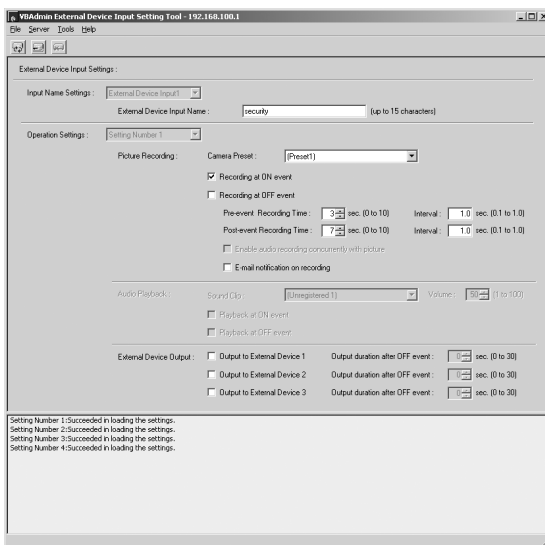 VBAdmin External Device Input Setting Tool - 192.168.100.1
File Server Tools Help
External Device Input Settings :
Input Name Settings : External Device Input1
External Device Input Name : security (up to 15 characters)
Operation Settings : Setting Number 1
Picture Recording : Camera Preset : (Preset1)
Recording at ON event
Recording at OFF event
Pre-event Recording Time : 3 sec. (0 to 10) Interval : 1.0 sec. (0.1 to 1.0)
Post-event Recording Time : 7 sec. (0 to 10) Interval : 1.0 sec. (0.1 to 1.0)
Enable audio recording concurrently with picture
E-mail notification on recording
Audio Playback : Sound Clip (Unregistered 1) Volume : 50 (1 to 100)
Playback at ON event
Playback at OFF event
External Device Output : Output to External Device 1 Output duration after OFF event : 0 sec. (0 to 30)
Output to External Device 2 Output duration after OFF event : 0 sec. (0 to 30)
Output to External Device 3 Output duration after OFF event : 0 sec. (0 to 30)
Setting Number 1:Succeeded in loading the settings.
Setting Number 2:Succeeded in loading the settings.
Setting Number 3:Succeeded in loading the settings.
Setting Number 4:Succeeded in loading the settings.